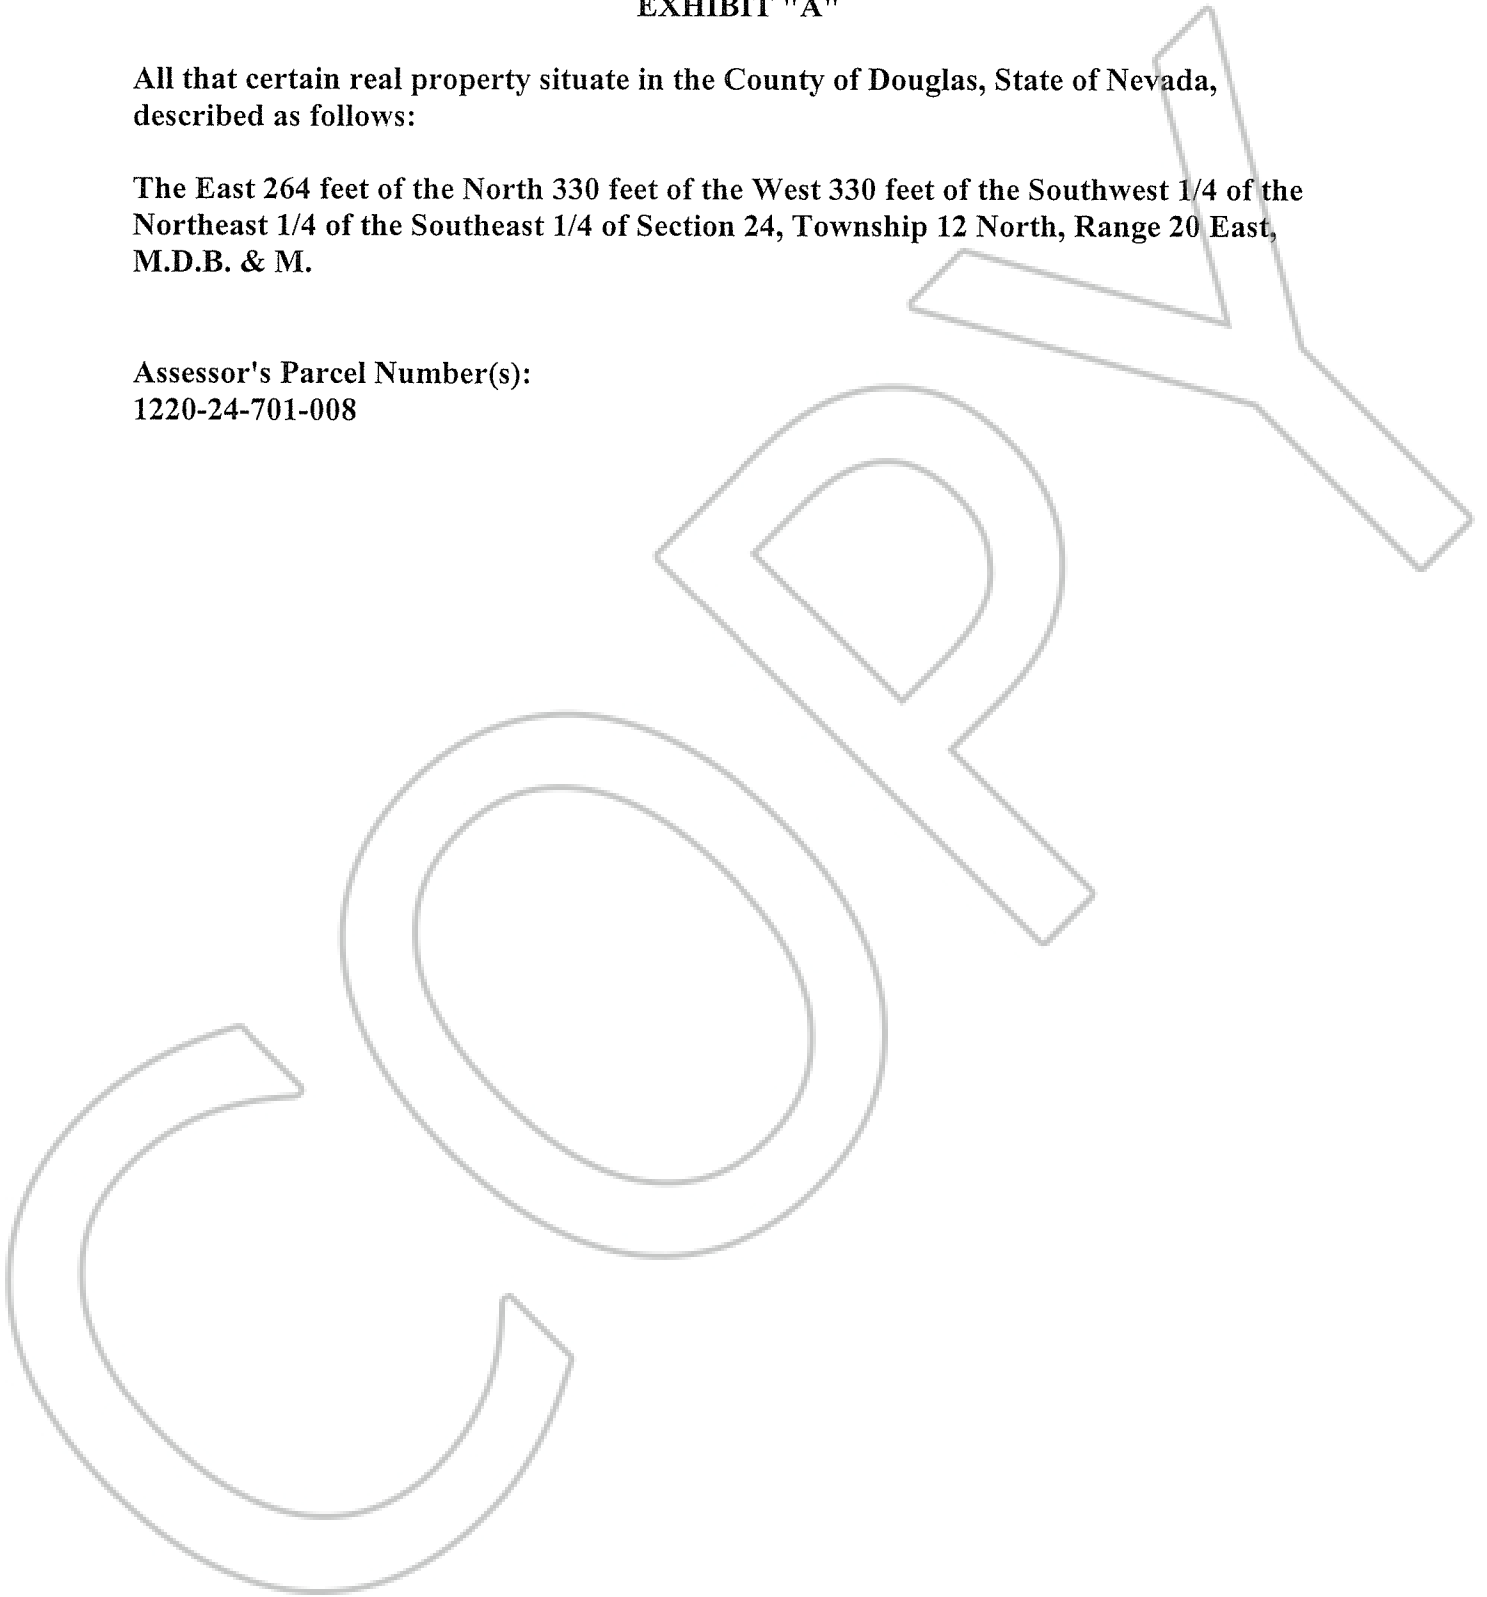 EXHIBIT "A"
All that certain real property situate in the County of Douglas, State of Nevada,
described as follows:
The East 264 feet of the North 330 feet of the West 330 feet of the Southwest 1/4 of the
Northeast 1/4 of the Southeast 1/4 of Section 24, Township 12 North, Range 20 East,
M.D.B. & M.
Assessor's Parcel Number(s):
1220-24-701-008
COPY